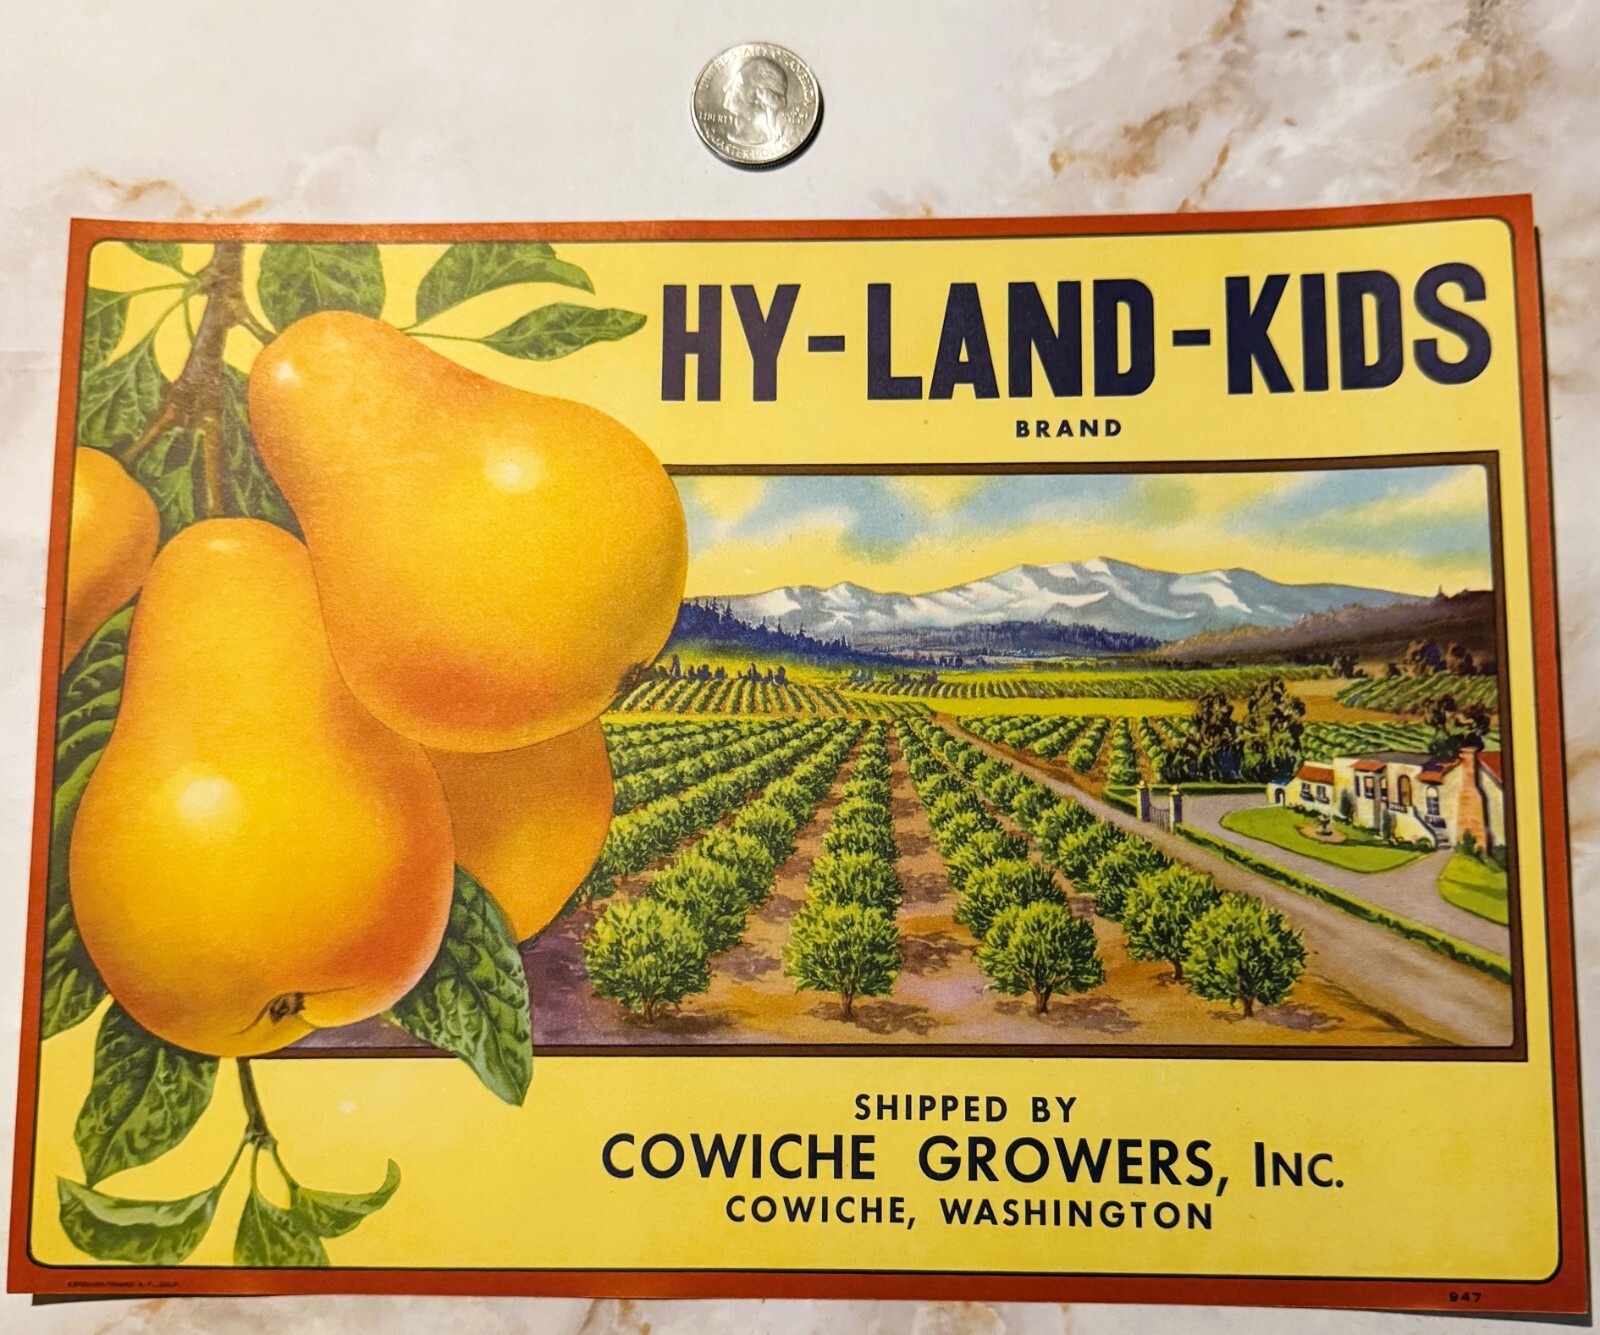 LIBERTY
QUARTER DOLLAR
HY-LAND-KIDS
BRAND
SHIPPED BY
COWICHE GROWERS, INC.
COWICHE, WASHINGTON
947